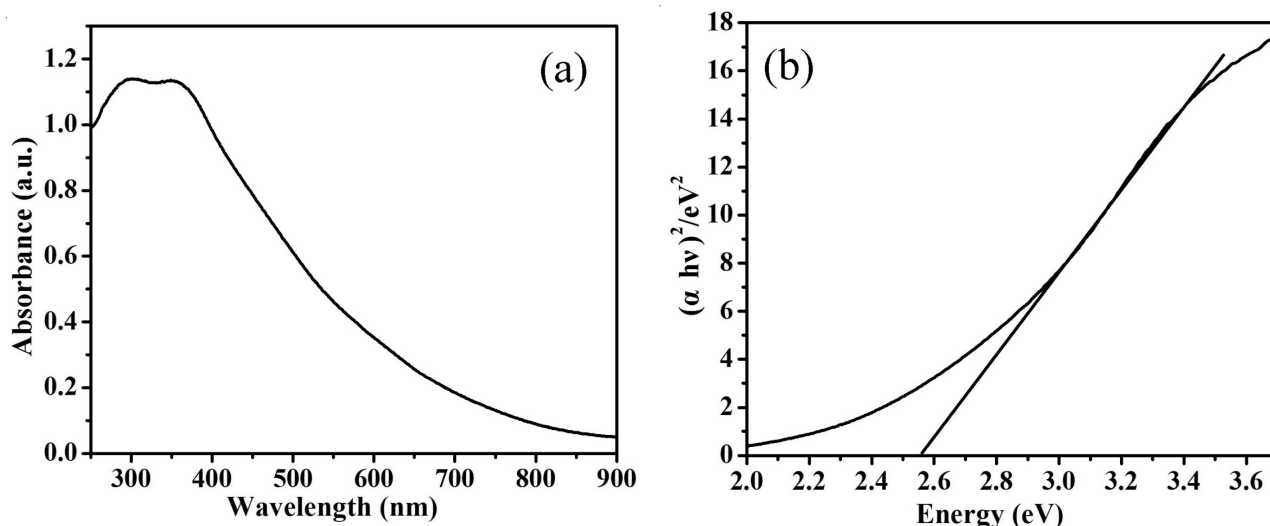 (a)
Absorbance (a.u.)
1.2
1.0
0.8
0.6
0.4
0.2
0.0
300 400 500 600 700 800 900
Wavelength (nm)
(b)
(α hν)²/eV²
18
16
14
12
10
8
6
4
2
0
2.0 2.2 2.4 2.6 2.8 3.0 3.2 3.4 3.6
Energy (eV)